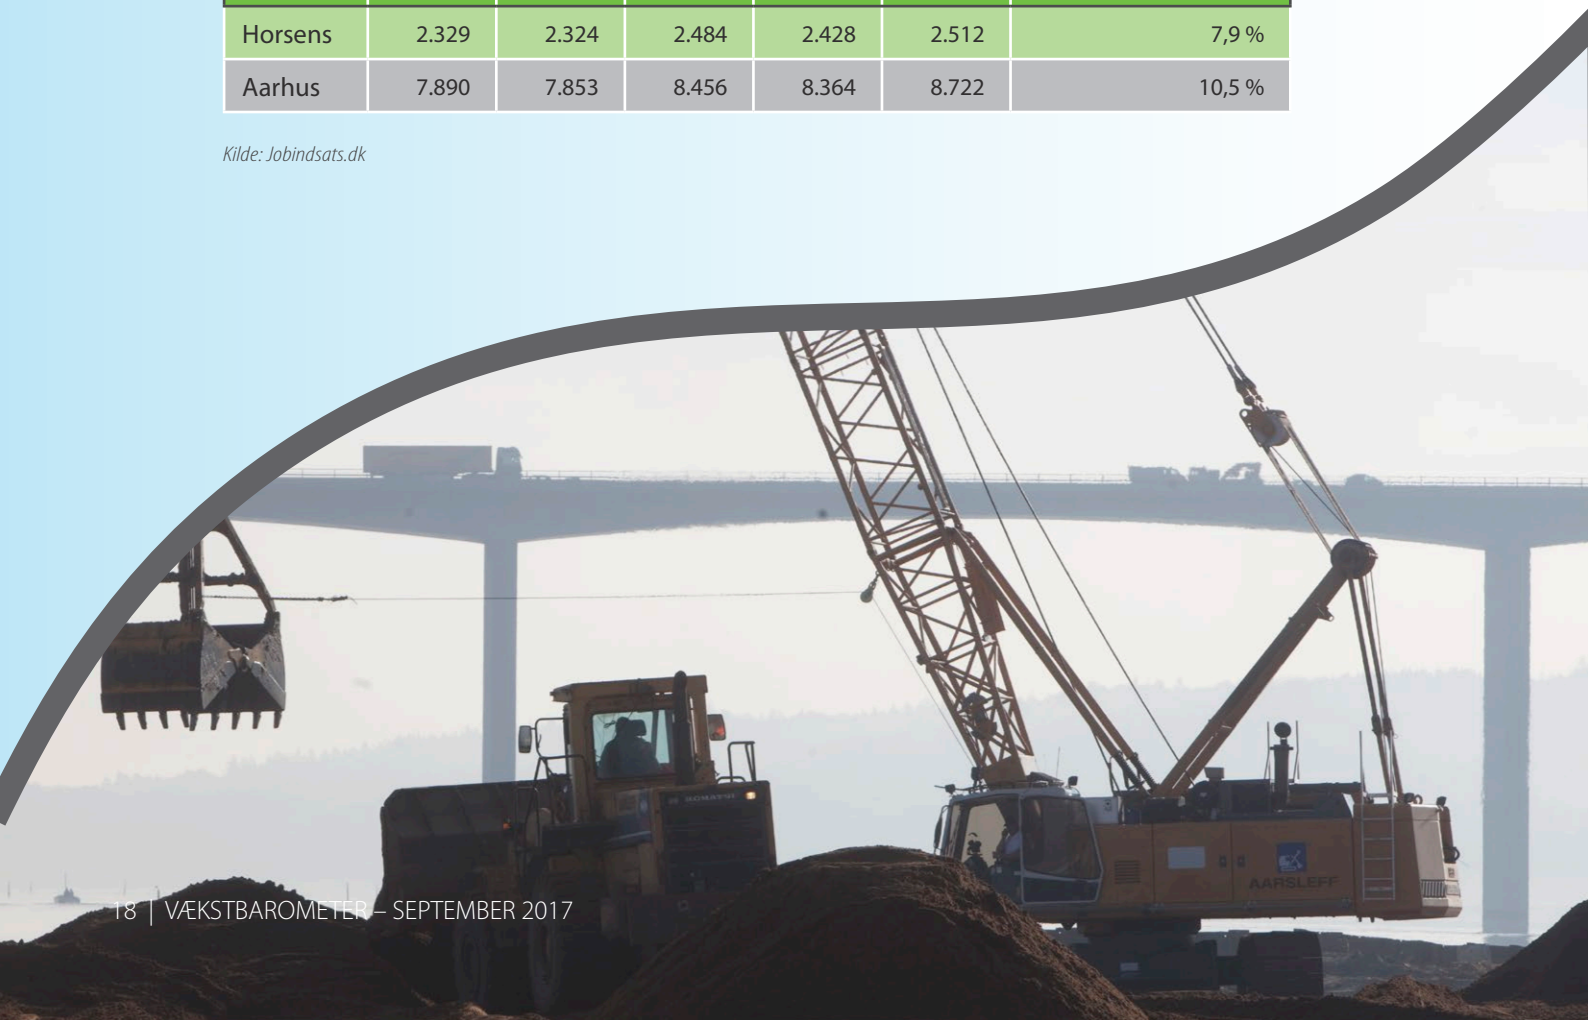 Horsens 2.329 2.324 2.484 2.428 2.512 7,9 %
Aarhus 7.890 7.853 8.456 8.364 8.722 10,5 %
Kilde: Jobindsats.dk
KOMATSU
AARSLEFF
18 | VÆKSTBAROMETER – SEPTEMBER 2017